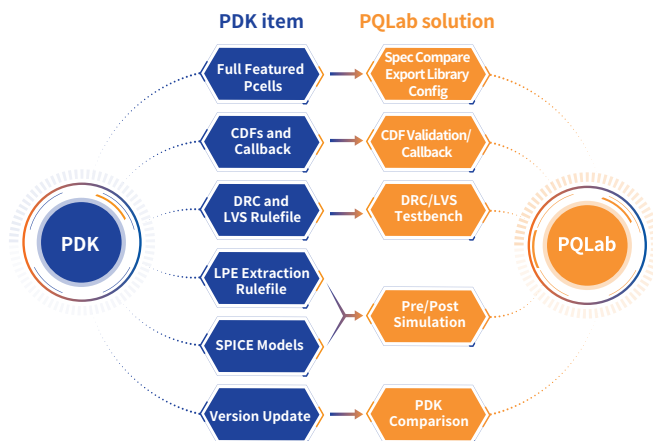 PDK item
PQLab solution
Full Featured
Pcells
Spec Compare
Export Library
Config
CDFs and
Callback
CDF Validation/
Callback
DRC and
LVS Rulefile
DRC/LVS
Testbench
PDK
PQLab
LPE Extraction
Rulefile
Pre/Post
Simulation
SPICE Models
Version Update
PDK
Comparison